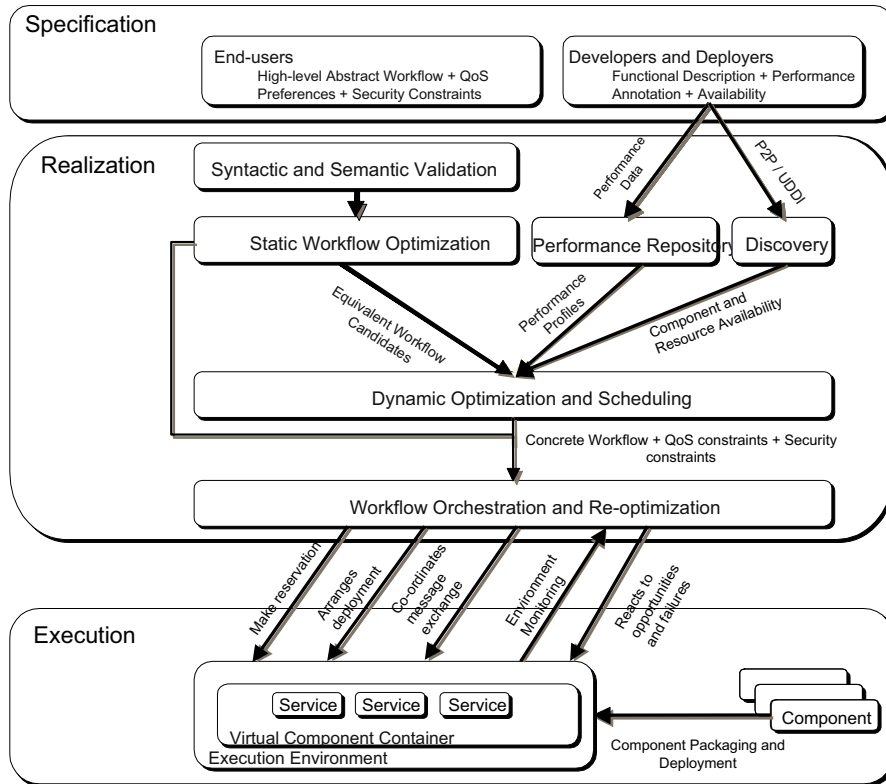 Specification
End-users
High-level Abstract Workflow + QoS
Preferences + Security Constraints
Developers and Deployers
Functional Description + Performance
Annotation + Availability
Realization
Syntactic and Semantic Validation
Performance
Data
P2P / UDDI
Static Workflow Optimization
Performance Repository
Discovery
Equivalent Workflow
Candidates
Performance
Profiles
Component and
Resource Availability
Dynamic Optimization and Scheduling
Concrete Workflow + QoS constraints + Security
constraints
Workflow Orchestration and Re-optimization
Make reservation
Arranges
deployment
Co-ordinates
message
exchange
Environment
Monitoring
Reacts to
opportunities
and failures
Execution
Service
Service
Service
Virtual Component Container
Execution Environment
Component
Component Packaging and
Deployment